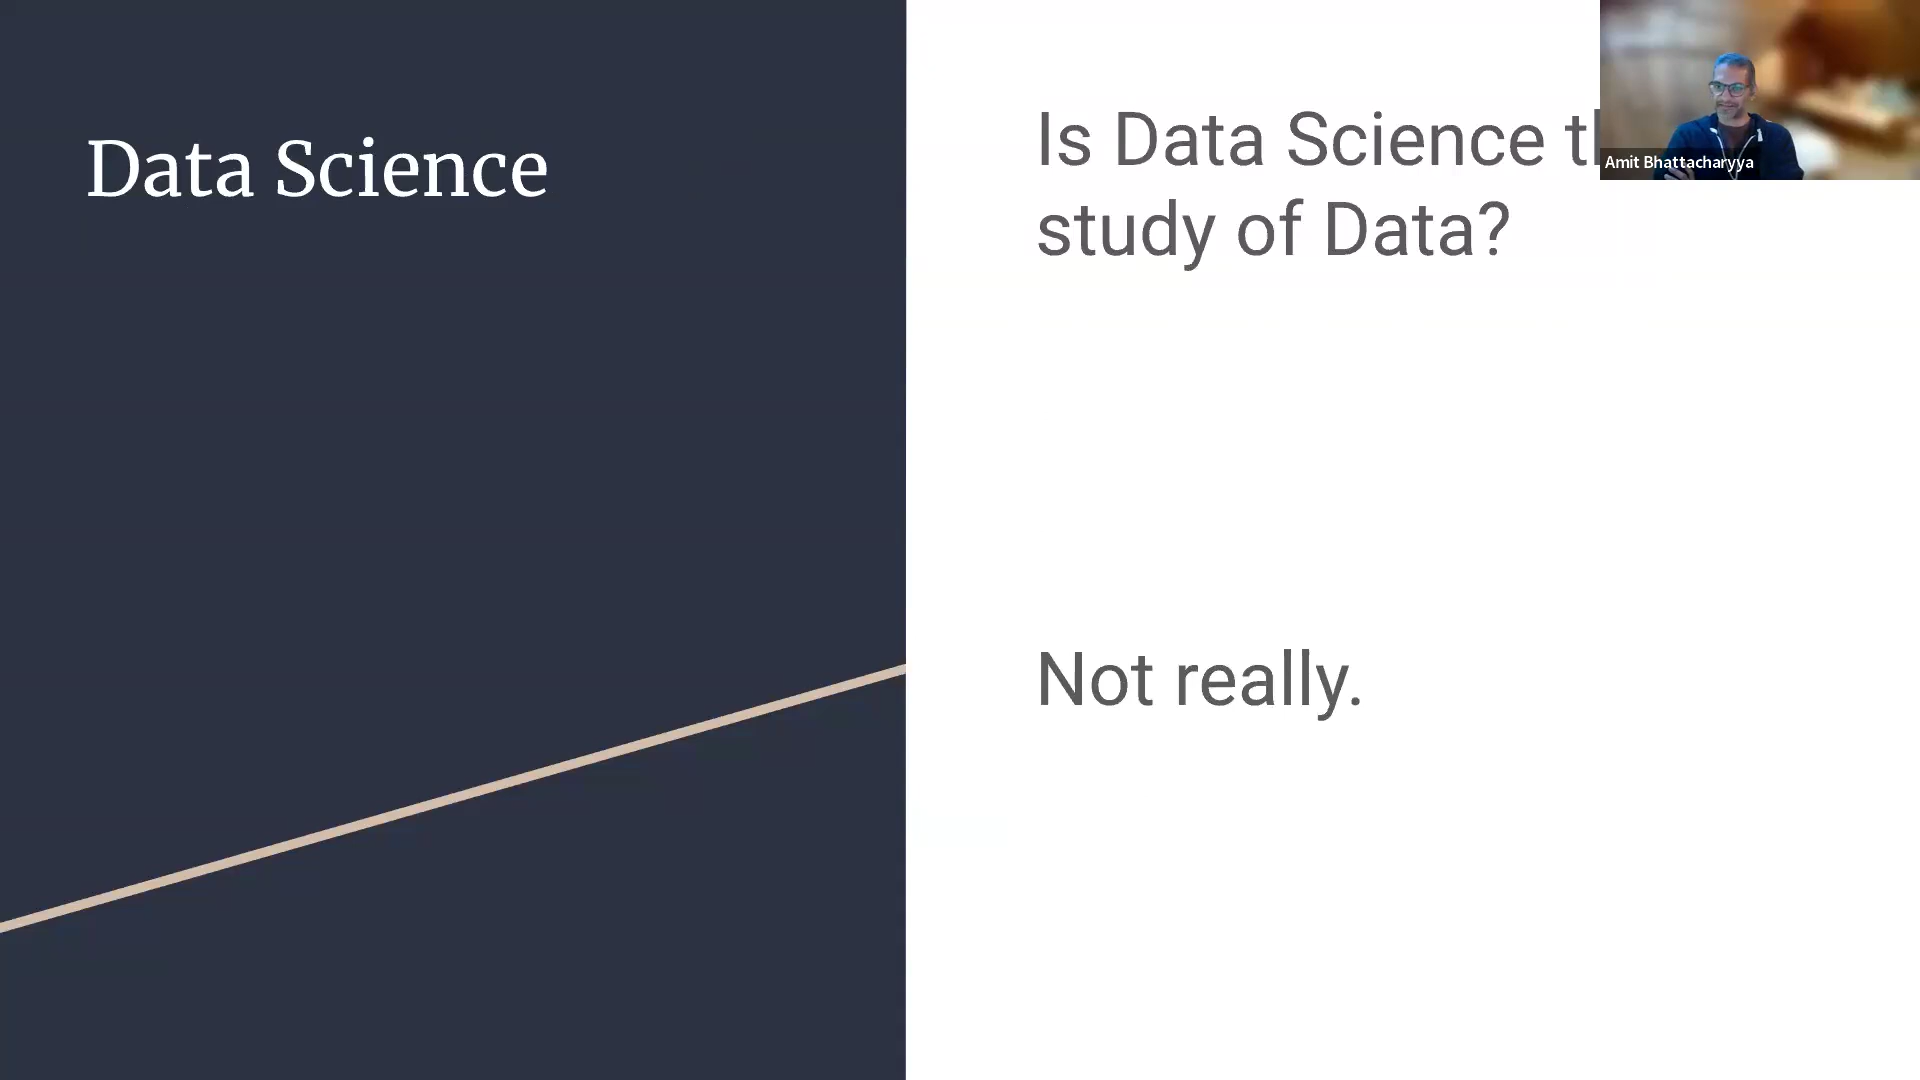 Data Science
Is Data Science
study of Data?
Not really.
Amit Bhattacharyya